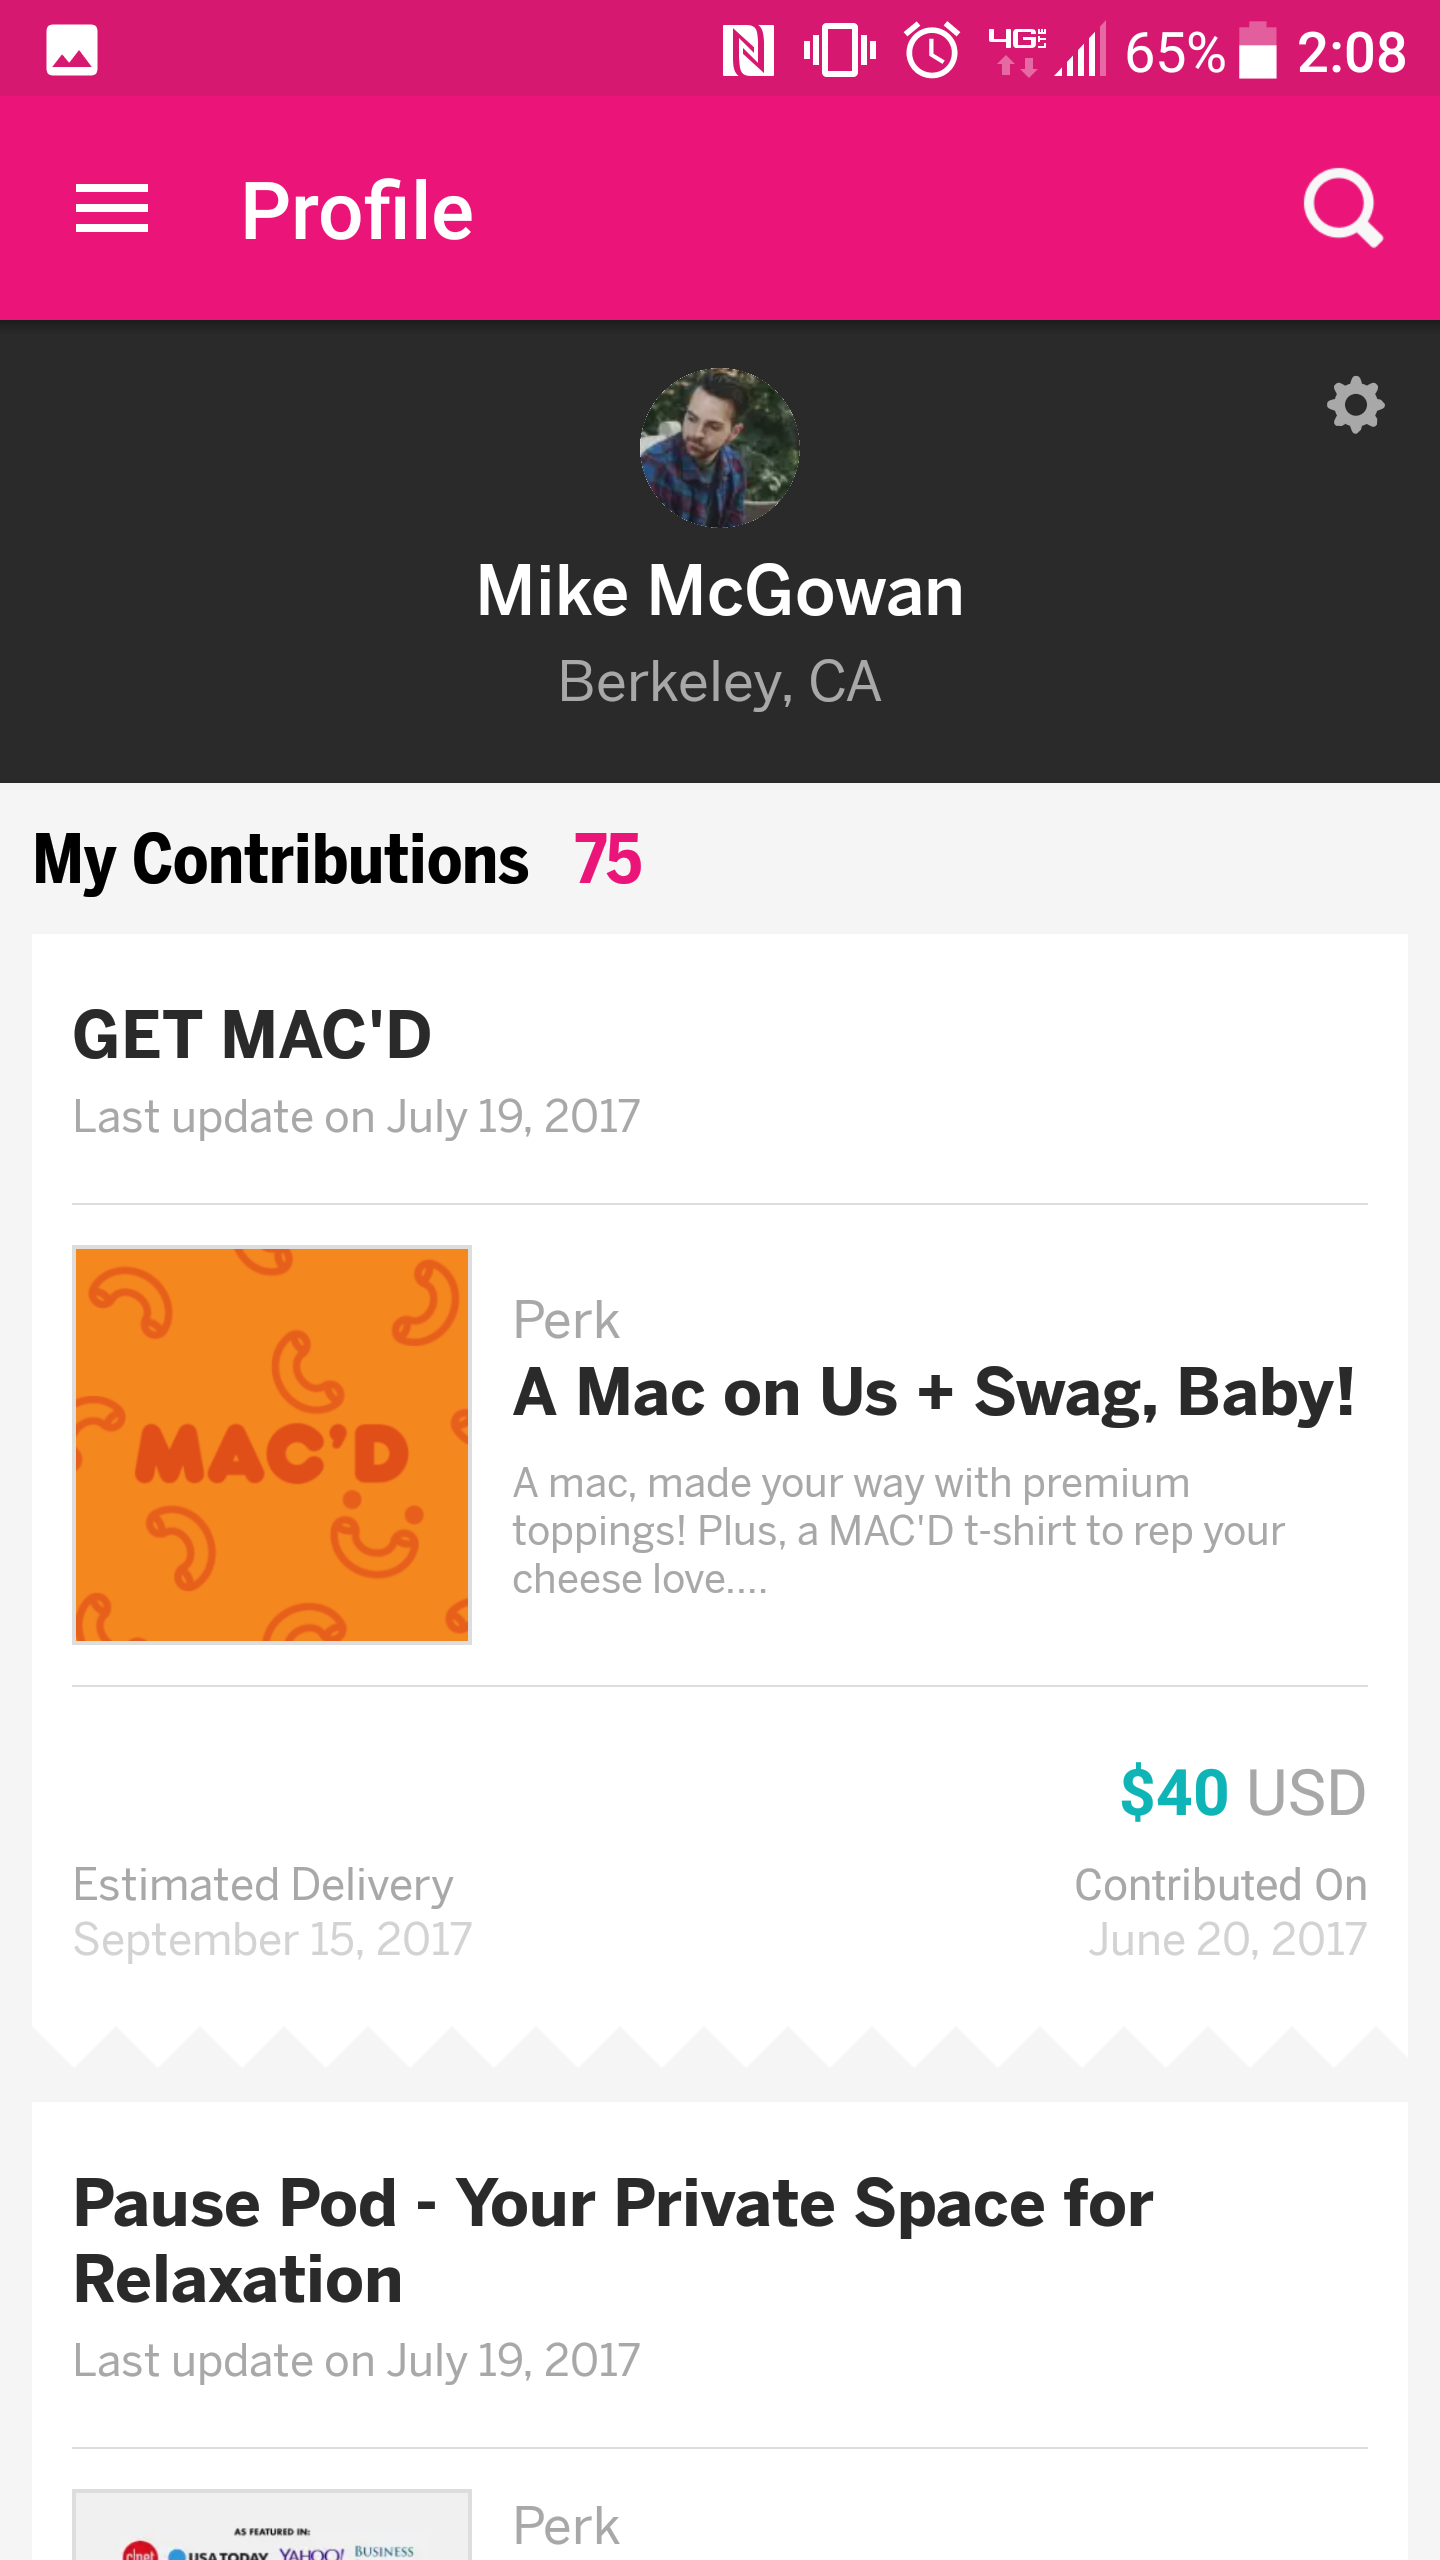 4G LTE 65% 2:08
Profile
Mike McGowan
Berkeley, CA
My Contributions 75
GET MAC'D
Last update on July 19, 2017
MAC'D
Perk
A Mac on Us + Swag, Baby!
A mac, made your way with premium
toppings! Plus, a MAC'D t-shirt to rep your
cheese love....
$40 USD
Estimated Delivery
Contributed On
September 15, 2017
June 20, 2017
Pause Pod - Your Private Space for
Relaxation
Last update on July 19, 2017
AS FEATURED IN:
cnet USA TODAY YAHOO! BUSINESS
Perk